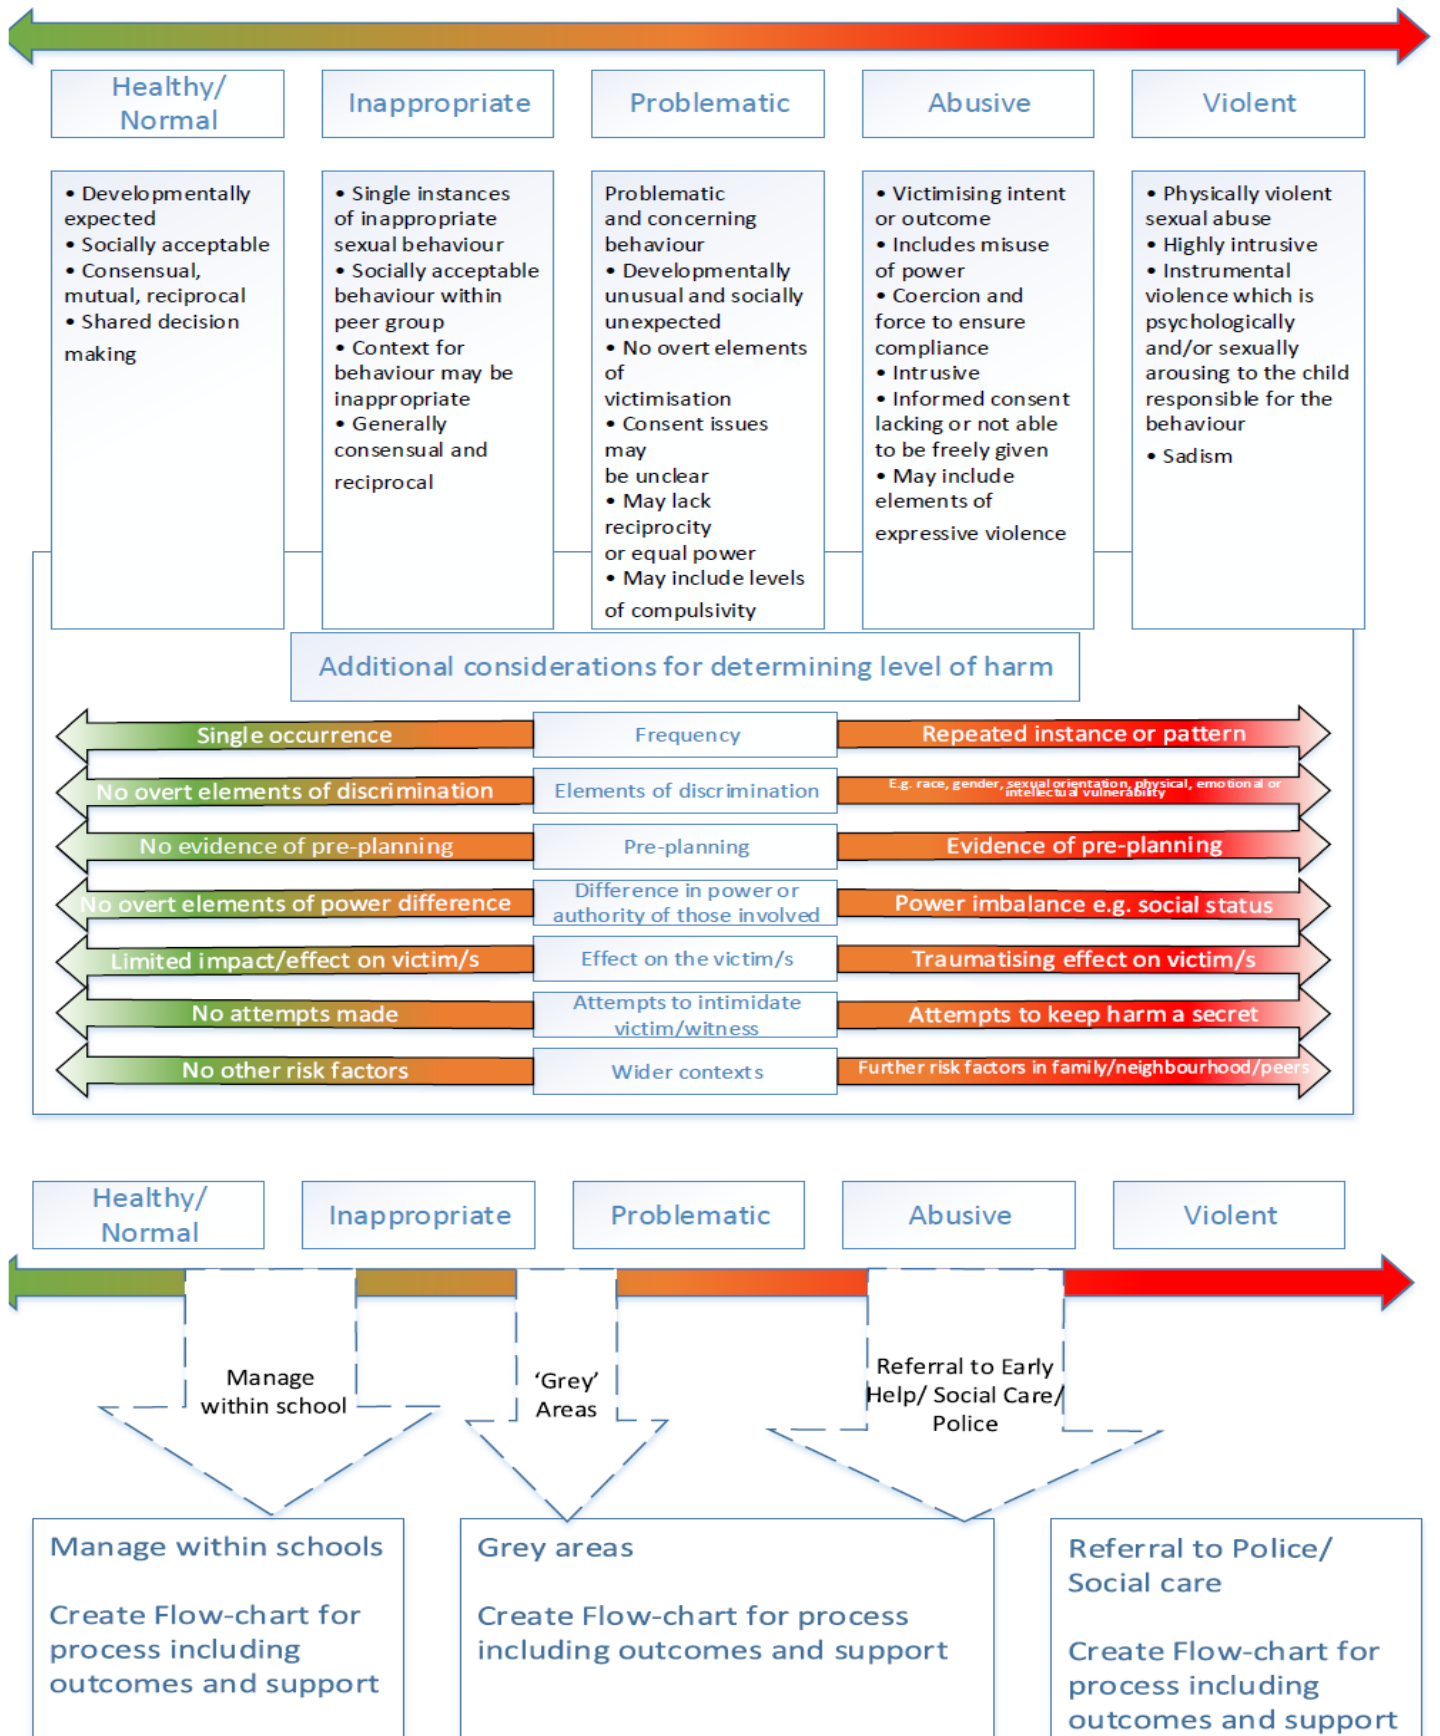 Healthy/
Normal
Inappropriate
Problematic
Abusive
Violent
• Developmentally
expected
• Socially acceptable
• Consensual,
mutual, reciprocal
• Shared decision
making
• Single instances
of inappropriate
sexual behaviour
• Socially acceptable
behaviour within
peer group
• Context for
behaviour may be
inappropriate
• Generally
consensual and
reciprocal
Problematic
and concerning
behaviour
• Developmentally
unusual and socially
unexpected
• No overt elements
of
victimisation
• Consent issues
may
be unclear
• May lack
reciprocity
or equal power
• May include levels
of compulsivity
• Victimising intent
or outcome
• Includes misuse
of power
• Coercion and
force to ensure
compliance
• Intrusive
• Informed consent
lacking or not able
to be freely given
• May include
elements of
expressive violence
• Physically violent
sexual abuse
• Highly intrusive
• Instrumental
violence which is
psychologically
and/or sexually
arousing to the child
responsible for the
behaviour
• Sadism
Additional considerations for determining level of harm
Single occurrence
Frequency
Repeated instance or pattern
No overt elements of discrimination
Elements of discrimination
E.g. race, gender, sexual orientation, physical, emotional or
intellectual vulnerability
No evidence of pre-planning
Pre-planning
Evidence of pre-planning
No overt elements of power difference
Difference in power or
authority of those involved
Power imbalance e.g. social status
Limited impact/effect on victim/s
Effect on the victim/s
Traumatising effect on victim/s
No attempts made
Attempts to intimidate
victim/witness
Attempts to keep harm a secret
No other risk factors
Wider contexts
Further risk factors in family/neighbourhood/peers
Healthy/
Normal
Inappropriate
Problematic
Abusive
Violent
Manage
within school
‘Grey’
Areas
Referral to Early
Help/ Social Care/
Police
Manage within schools
Create Flow-chart for
process including
outcomes and support
Grey areas
Create Flow-chart for process
including outcomes and support
Referral to Police/
Social care
Create Flow-chart for
process including
outcomes and support